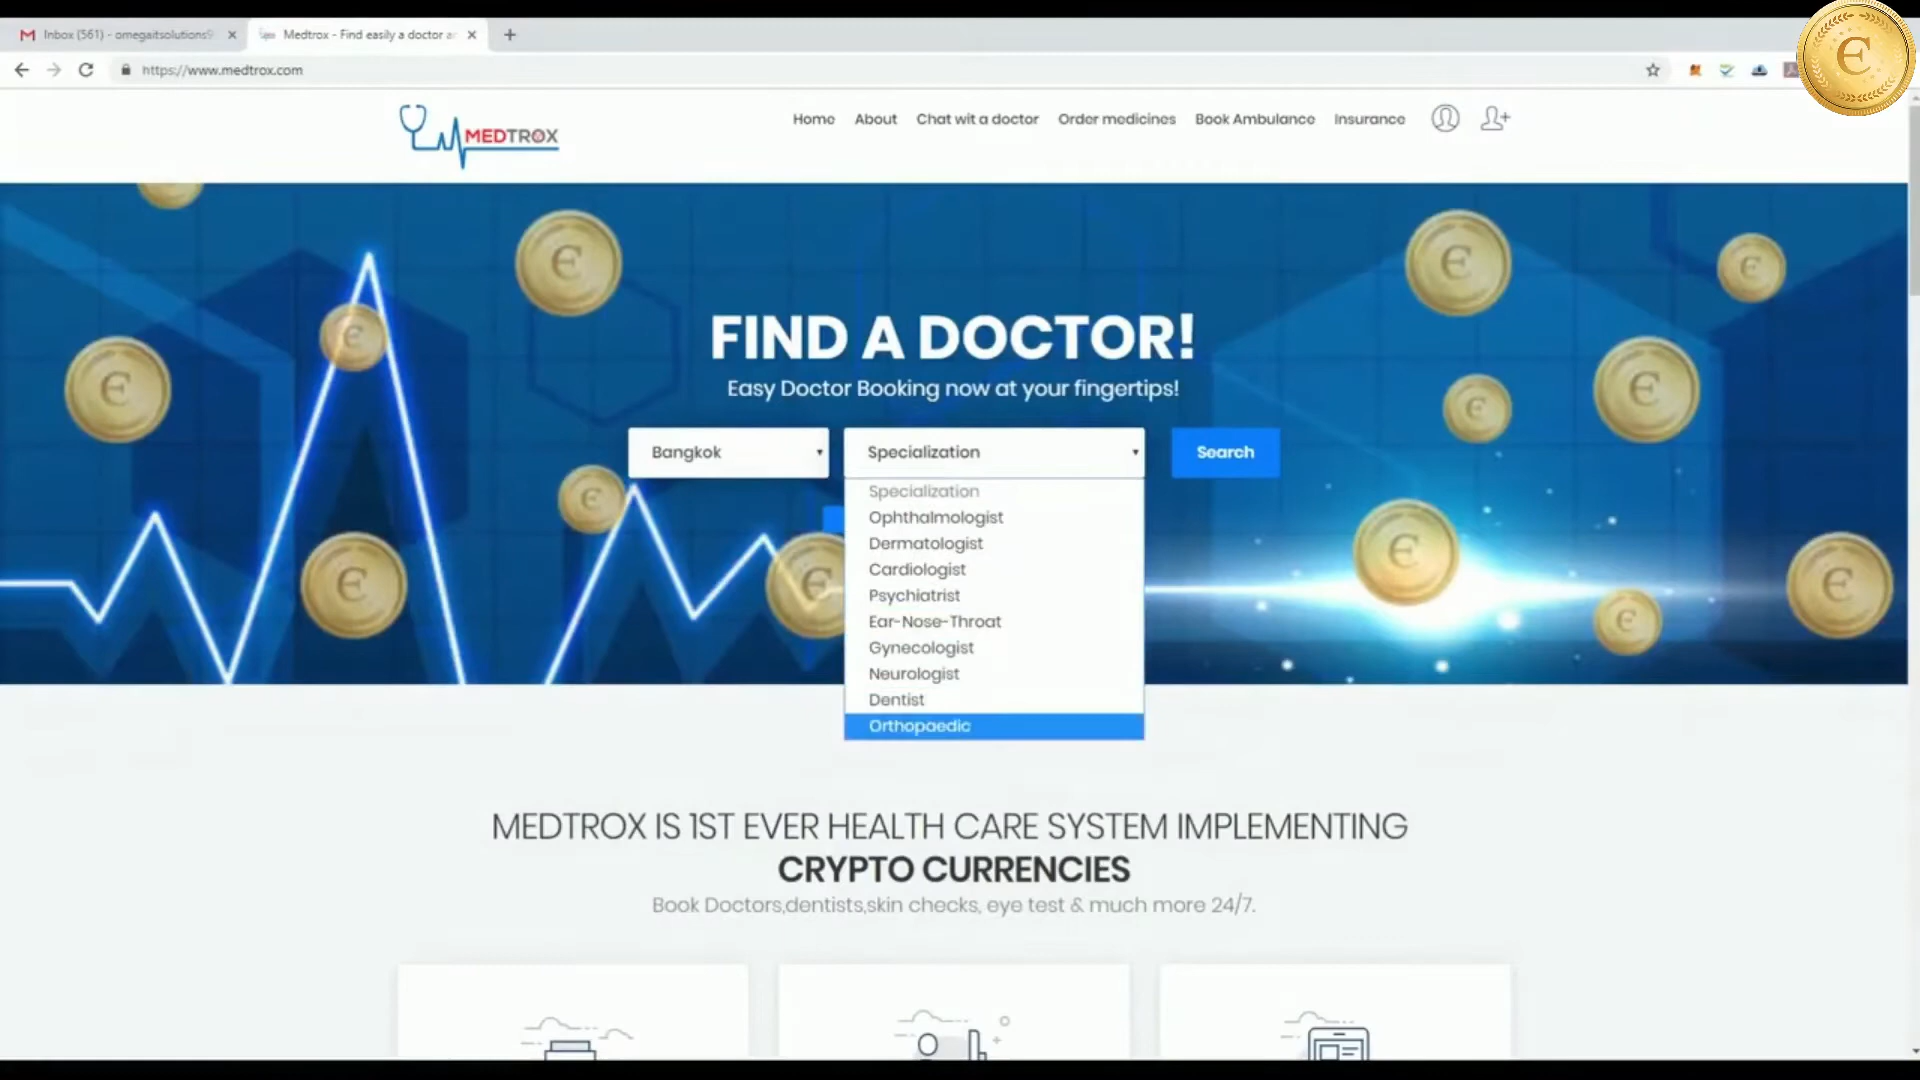 Inbox (561) - omegaitsolutions9
Medtrox - Find easily a doctor a
https://www.medtrox.com
MEDTROX
Home About Chat wit a doctor Order medicines Book Ambulance Insurance
FIND A DOCTOR!
Easy Doctor Booking now at your fingertips!
Bangkok Specialization Search
Specialization
Ophthalmologist
Dermatologist
Cardiologist
Psychiatrist
Ear-Nose-Throat
Gynecologist
Neurologist
Dentist
Orthopaedic
MEDTROX IS 1ST EVER HEALTH CARE SYSTEM IMPLEMENTING
CRYPTO CURRENCIES
Book Doctors,dentists,skin checks, eye test & much more 24/7.